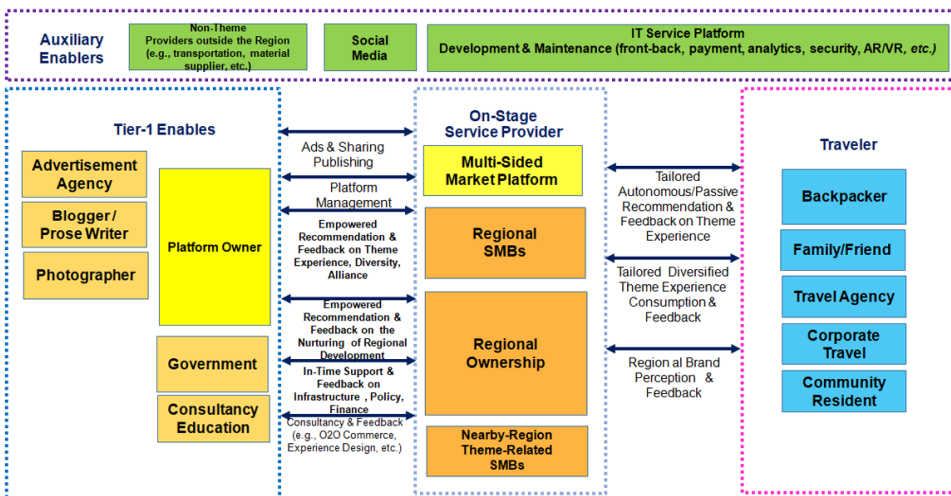 Auxiliary
Enablers
Non-Theme
Providers outside the Region
(e.g., transportation, material
supplier, etc.)
Social
Media
IT Service Platform
Development & Maintenance (front-back, payment, analytics, security, AR/VR, etc.)
Tier-1 Enables
Advertisement
Agency
Blogger /
Prose Writer
Photographer
Platform Owner
Government
Consultancy
Education
Ads & Sharing
Publishing
Platform
Management
Empowered
Recommendation &
Feedback on Theme
Experience, Diversity,
Alliance
Empowered
Recommendation &
Feedback on the
Nurturing of Regional
Development
In-Time Support &
Feedback on
Infrastructure , Policy,
Finance
Consultancy & Feedback
(e.g., O2O Commerce,
Experience Design, etc.)
On-Stage
Service Provider
Multi-Sided
Market Platform
Regional
SMBs
Regional
Ownership
Nearby-Region
Theme-Related
SMBs
Tailored
Autonomous/Passive
Recommendation &
Feedback on Theme
Experience
Tailored Diversified
Theme Experience
Consumption &
Feedback
Region al Brand
Perception &
Feedback
Traveler
Backpacker
Family/Friend
Travel Agency
Corporate
Travel
Community
Resident